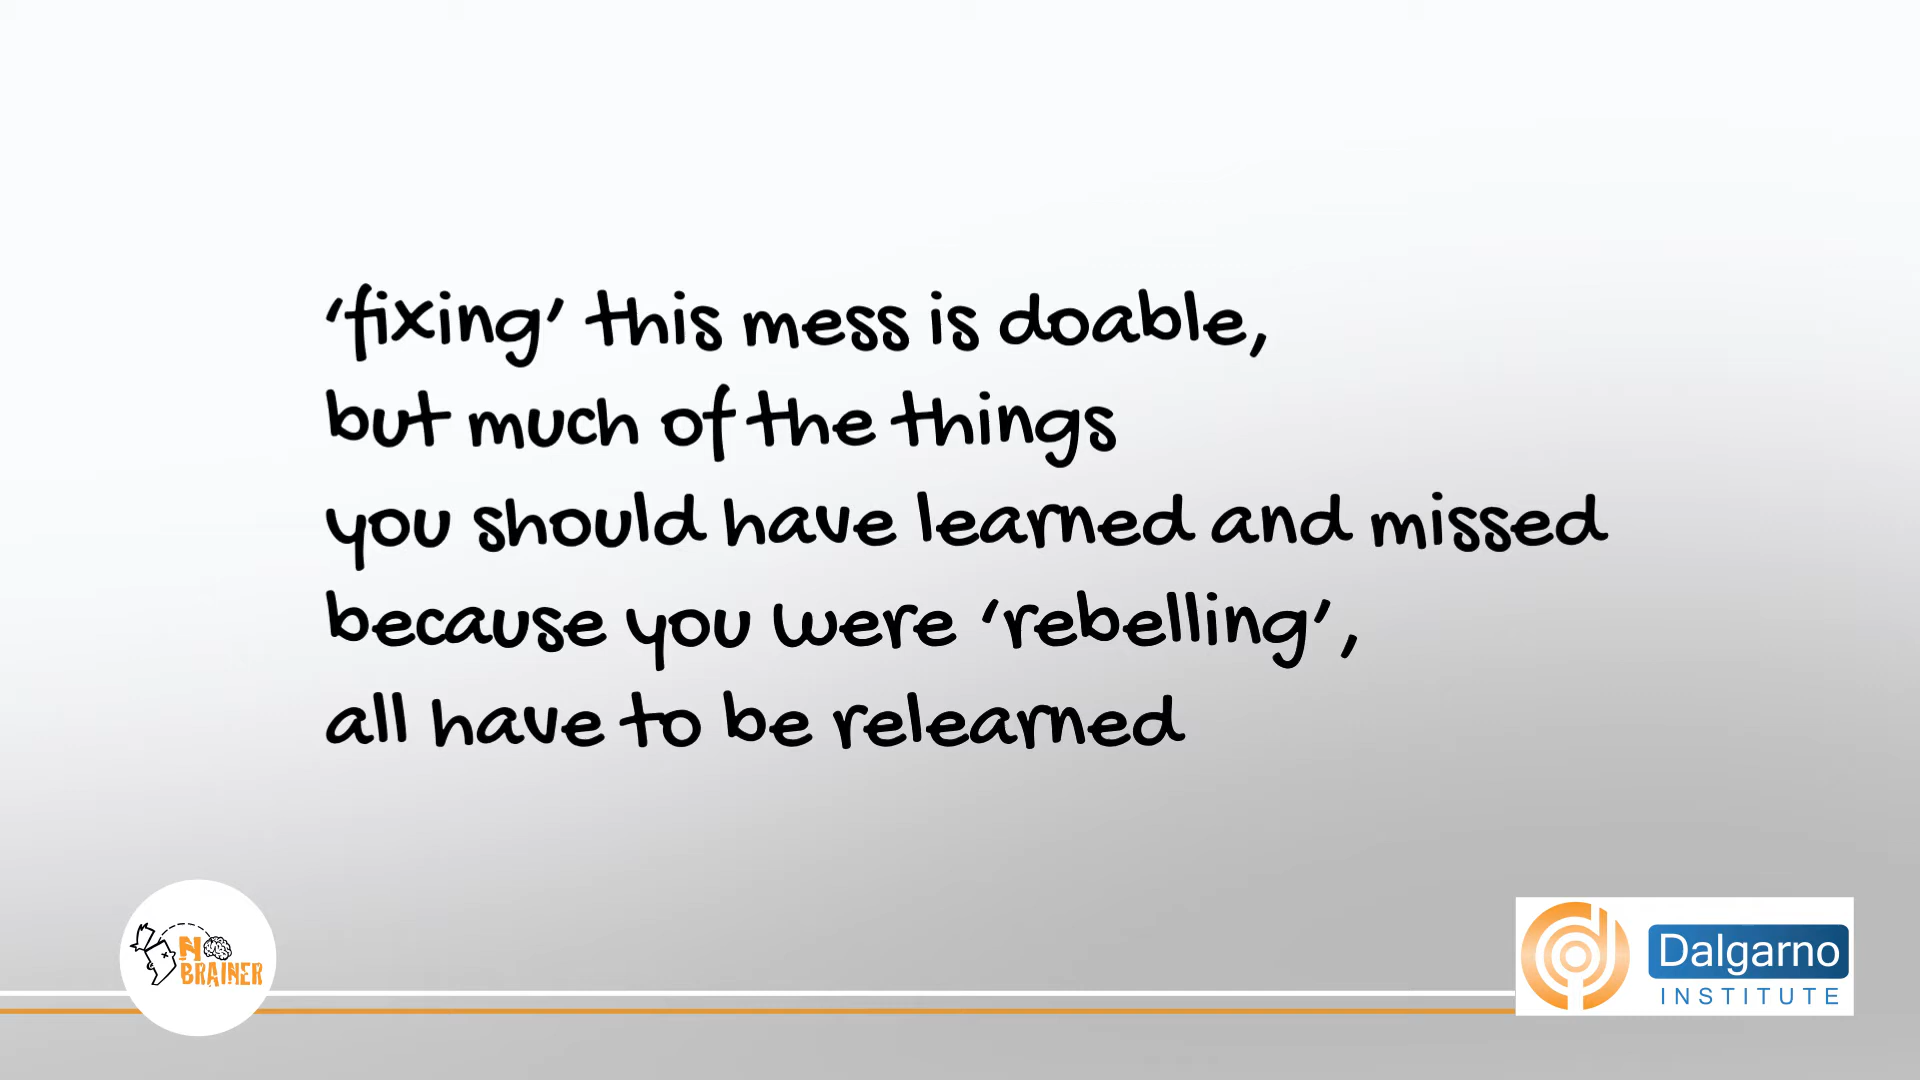 ‘fixing’ this mess is doable,
but much of the things
you should have learned and missed
because you were ‘rebelling’,
all have to be relearned
NO
BRAINER
Dalgarno
INSTITUTE